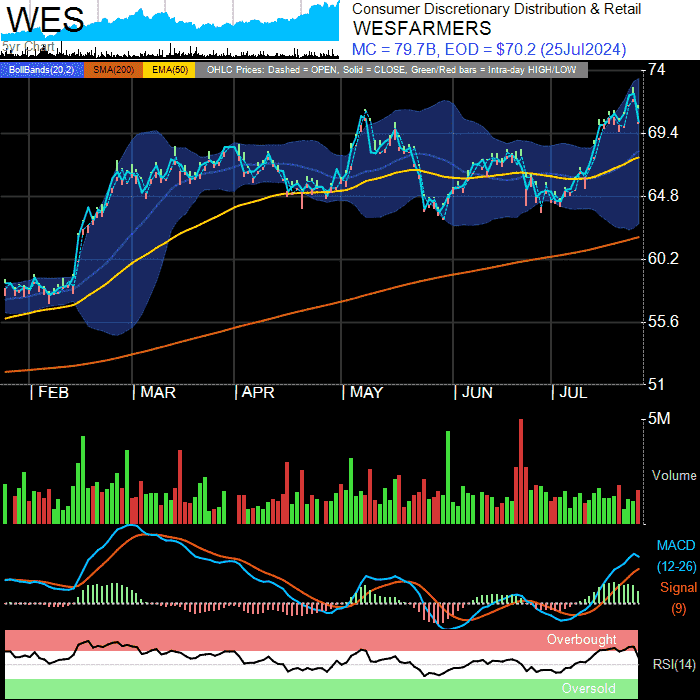 WES
5yr Chart
Consumer Discretionary Distribution & Retail
WESFARMERS
MC = 79.7B, EOD = $70.2 (25Jul2024)
BollBands(20,2) SMA(200) EMA(50) OHLC Prices: Dashed = OPEN, Solid = CLOSE, Green/Red bars = Intra-day HIGH/LOW
74
69.4
64.8
60.2
55.6
51
FEB MAR APR MAY JUN JUL
5M
Volume
MACD
(12-26)
Signal
(9)
Overbought
RSI(14)
Oversold